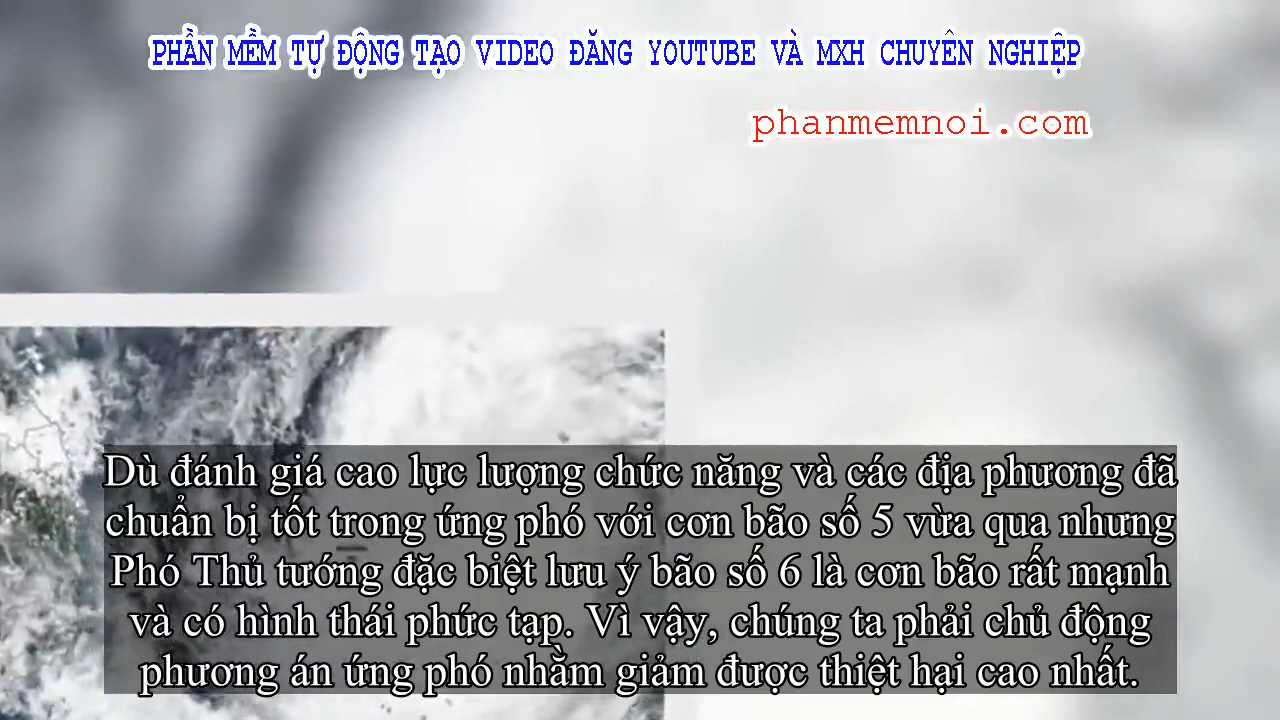 PHẦN MỀM TỰ ĐỘNG TẠO VIDEO ĐĂNG YOUTUBE VÀ MXH CHUYÊN NGHIỆP
phanmemnoi.com
Dù đánh giá cao lực lượng chức năng và các địa phương đã
chuẩn bị tốt trong ứng phó với cơn bão số 5 vừa qua nhưng
Phó Thủ tướng đặc biệt lưu ý bão số 6 là cơn bão rất mạnh
và có hình thái phức tạp. Vì vậy, chúng ta phải chủ động
phương án ứng phó nhằm giảm được thiệt hại cao nhất.